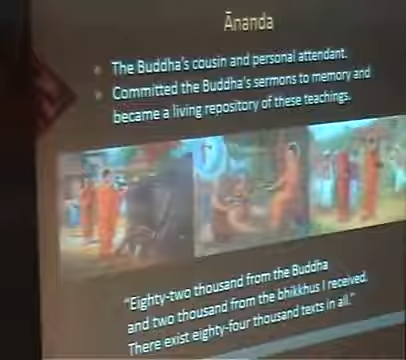 Ānanda
The Buddha's cousin and personal attendant.
Committed the Buddha's sermons to memory and
became a living repository of these teachings.
"Eighty-two thousand from the Buddha
and two thousand from the bhikkhus I received.
There exist eighty-four thousand texts in all."